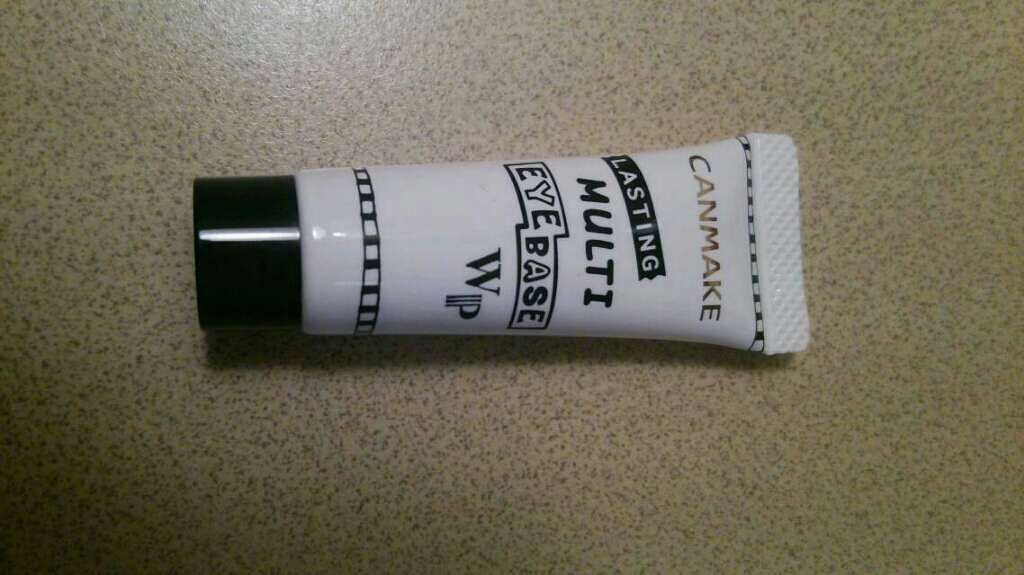 CANMAKE
LASTING
MULTI
EYE BASE
WP